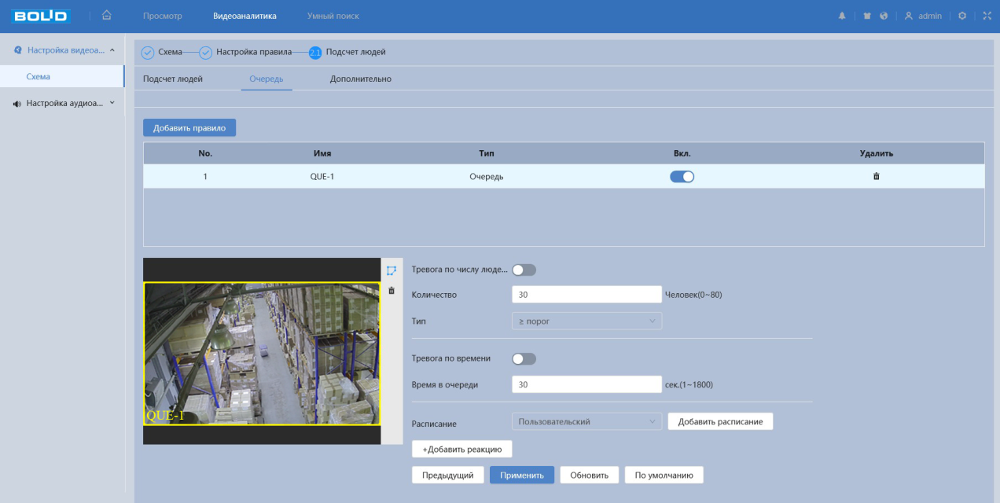 BOLID Просмотр Видеоаналитика Умный поиск admin
Настройка видеоа... Схема Настройка правила 2.1 Подсчет людей
Схема
Настройка аудиоа...
Подсчет людей Очередь Дополнительно
Добавить правило
No. Имя Тип Вкл. Удалить
1 QUE-1 Очередь
QUE-1
Тревога по числу люде...
Количество 30 Человек(0~80)
Тип ≥ порог
Тревога по времени
Время в очереди 30 сек.(1~1800)
Расписание Пользовательский Добавить расписание
+Добавить реакцию
Предыдущий Применить Обновить По умолчанию